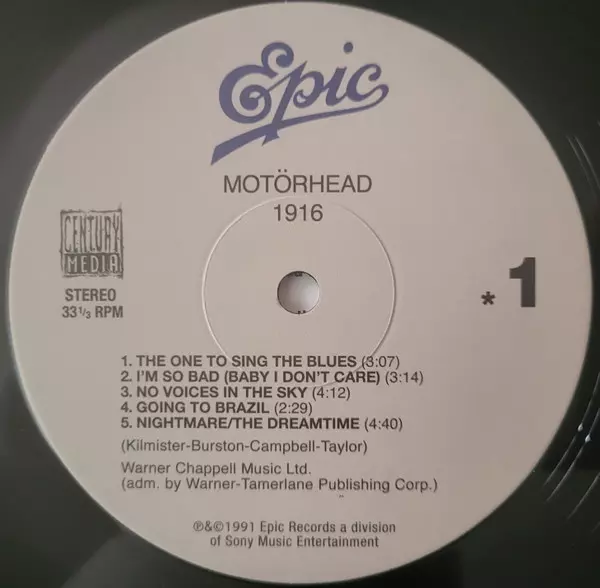 Epic
MOTÖRHEAD
1916
CENTURY
MEDIA
STEREO
33 1/3 RPM
* 1
1. THE ONE TO SING THE BLUES (3:07)
2. I'M SO BAD (BABY I DON'T CARE) (3:14)
3. NO VOICES IN THE SKY (4:12)
4. GOING TO BRAZIL (2:29)
5. NIGHTMARE/THE DREAMTIME (4:40)
(Kilmister-Burston-Campbell-Taylor)
Warner Chappell Music Ltd.
(adm. by Warner-Tamerlane Publishing Corp.)
℗&©1991 Epic Records a division
of Sony Music Entertainment